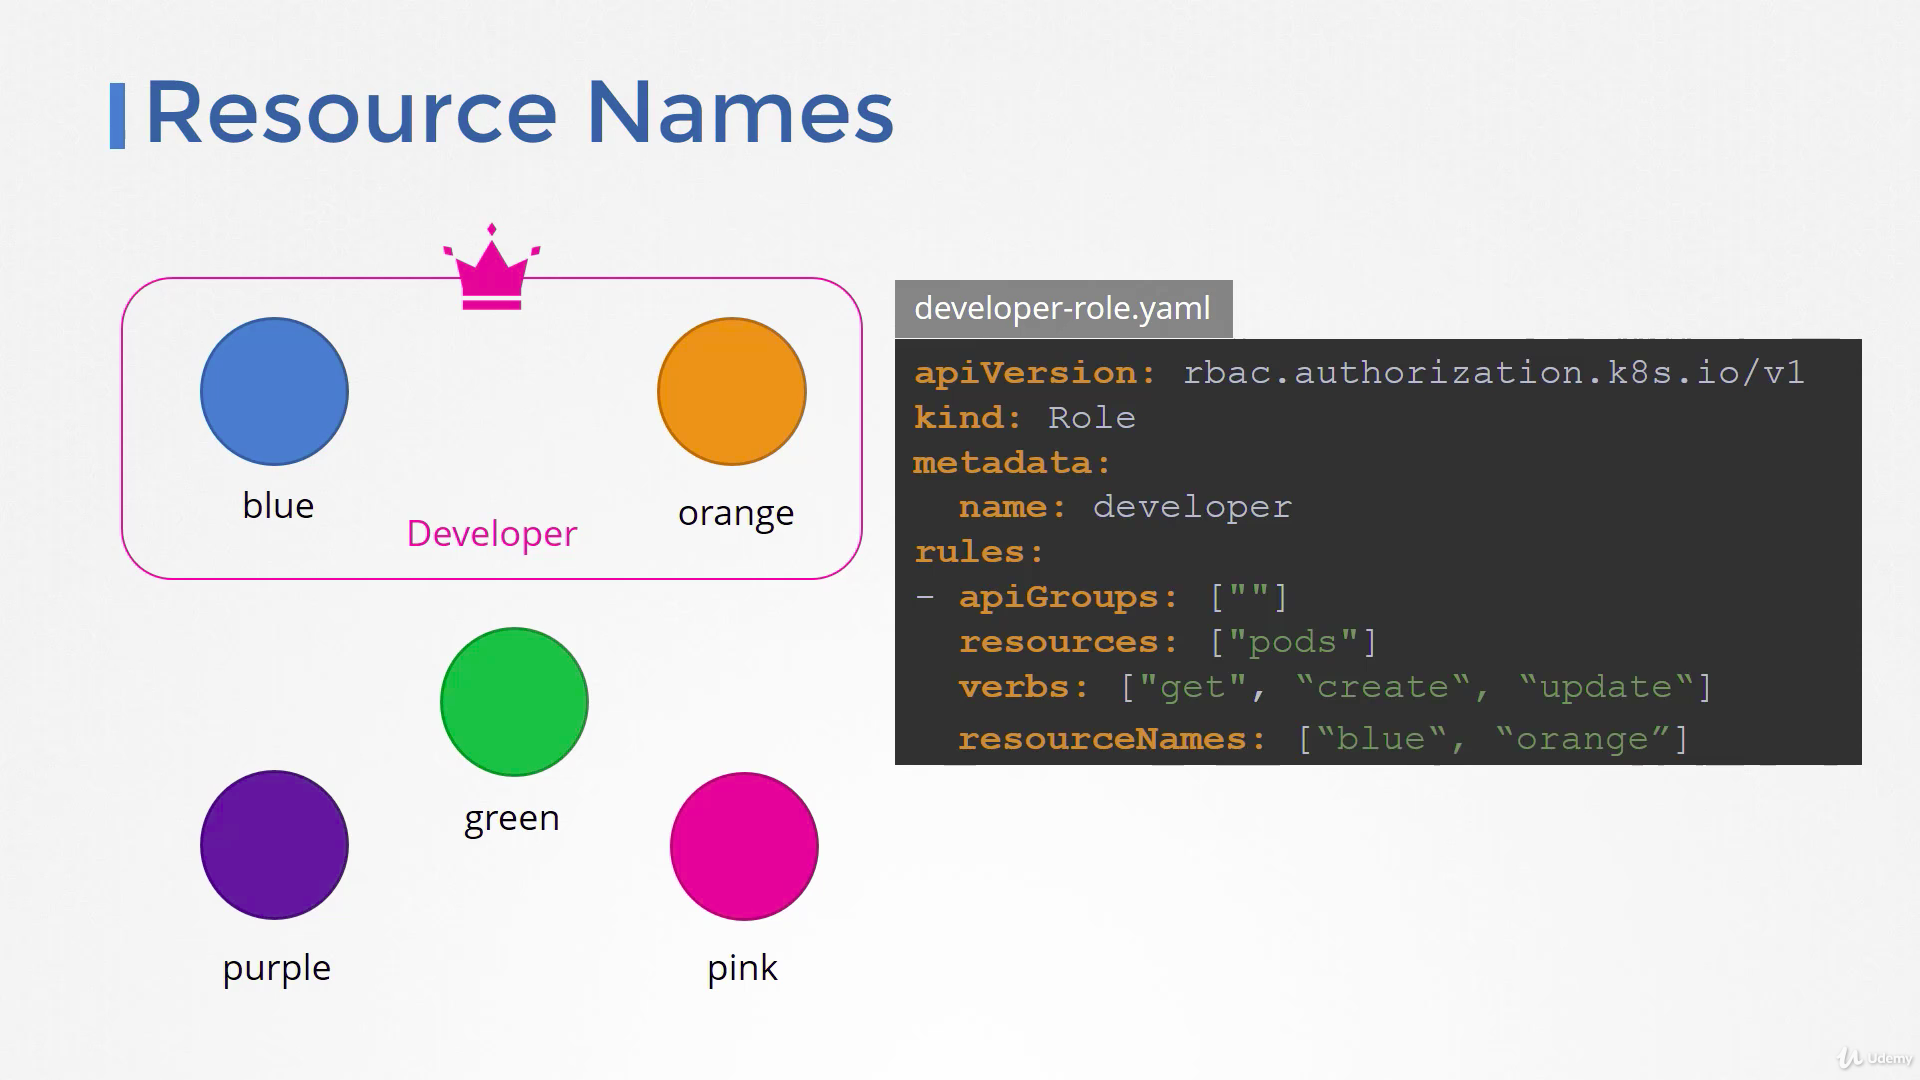 Resource Names
blue
Developer
orange
green
purple
pink
developer-role.yaml
apiVersion: rbac.authorization.k8s.io/v1
kind: Role
metadata:
  name: developer
rules:
- apiGroups: [""]
  resources: ["pods"]
  verbs: ["get", “create“, “update“]
  resourceNames: [“blue“, “orange”]
Udemy